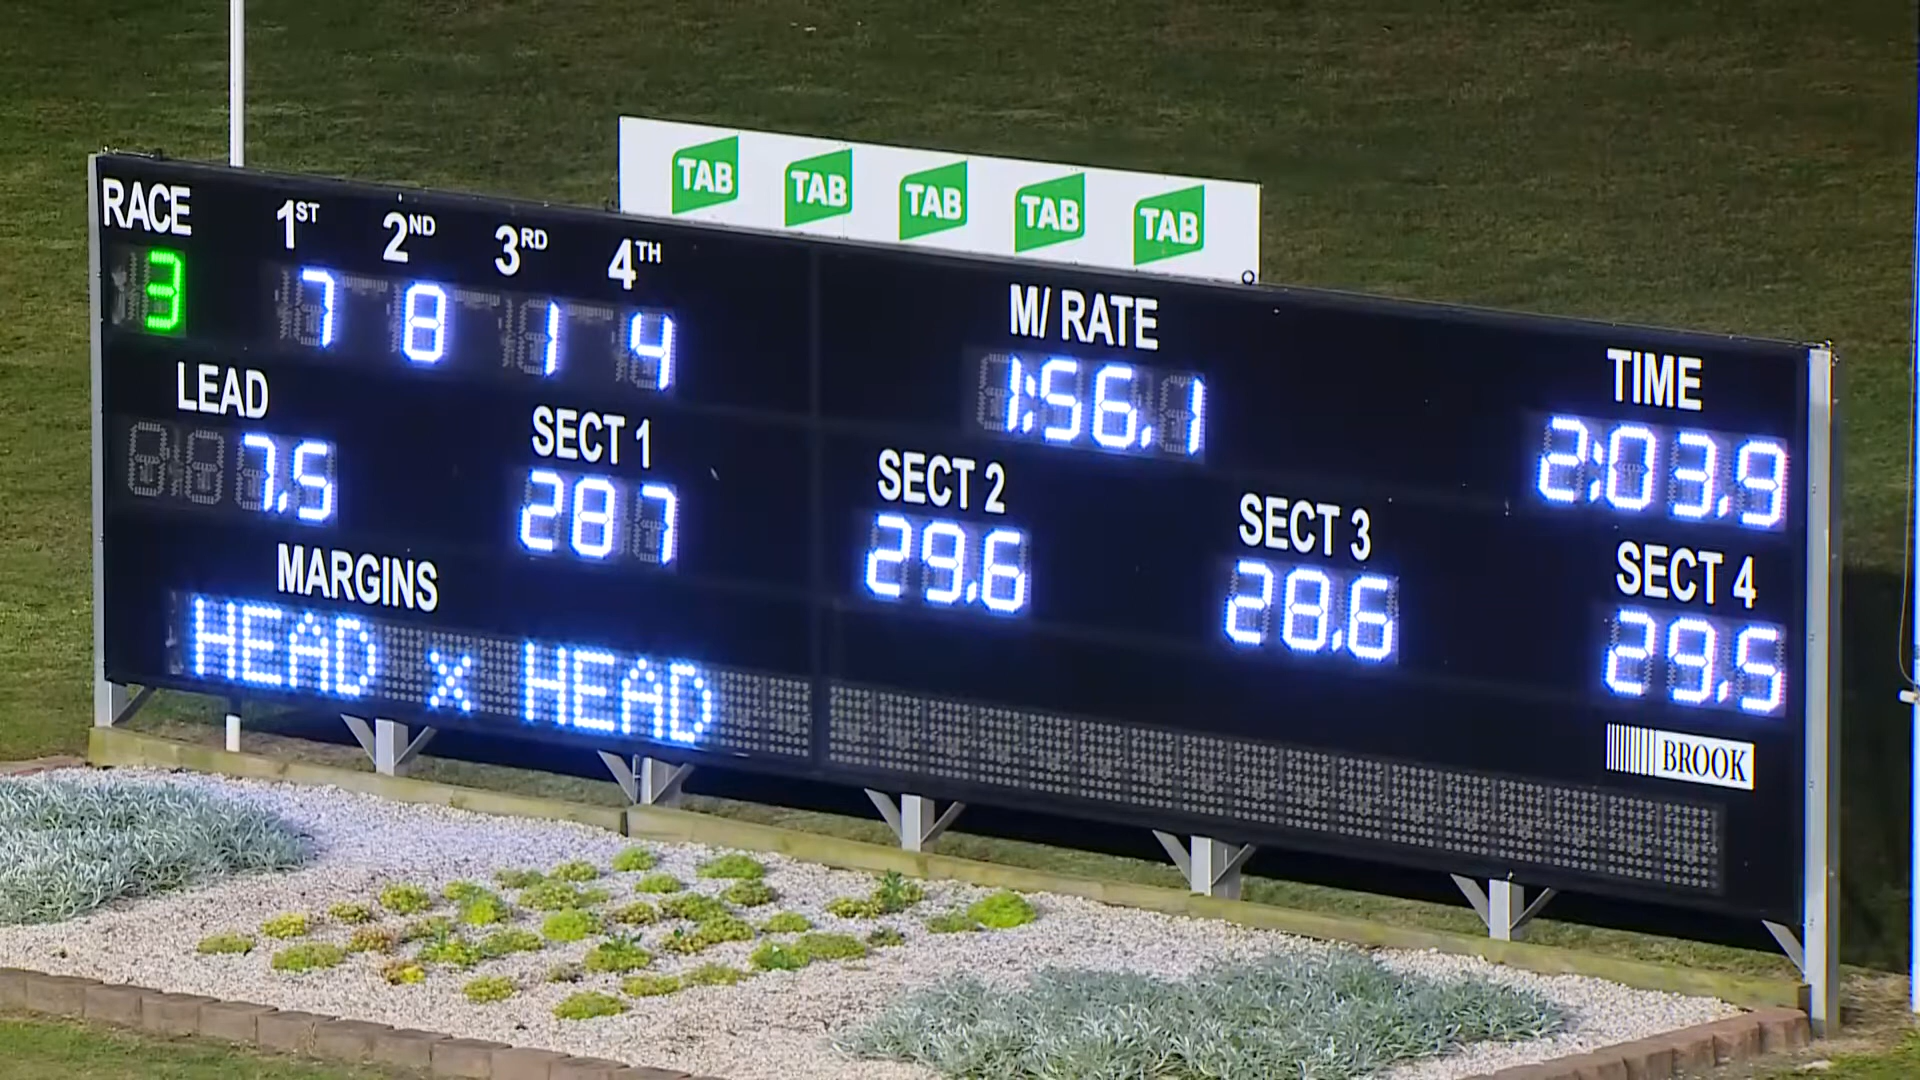 TAB TAB TAB TAB TAB
RACE 1ST 2ND 3RD 4TH
3 7 8 1 4
M/ RATE
1:56.1
TIME
2:03.9
LEAD
7.5
SECT 1
287
SECT 2
29.6
SECT 3
28.6
SECT 4
29.5
MARGINS
HEAD x HEAD
BROOK